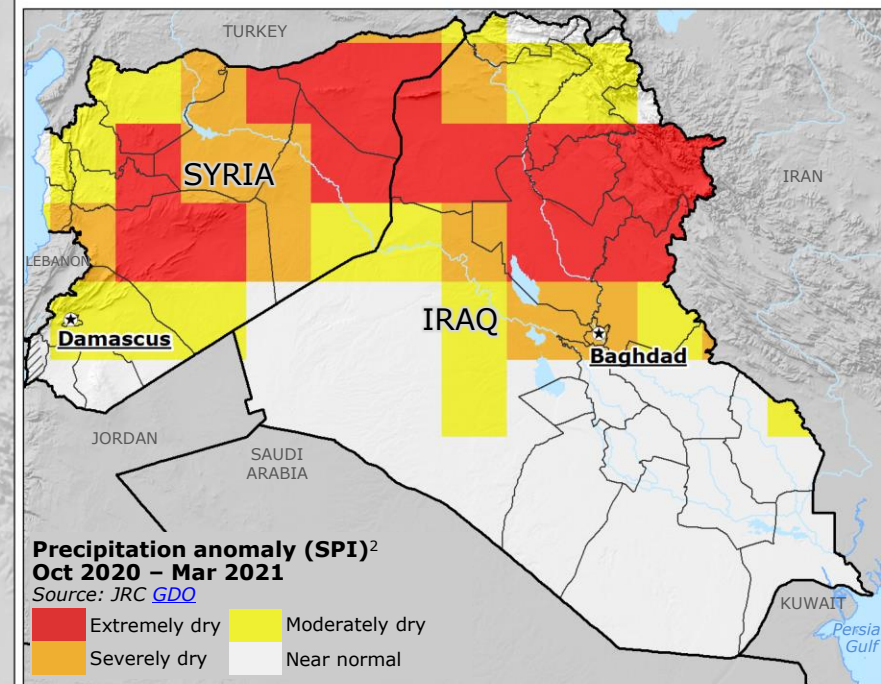 TURKEY
SYRIA
IRAN
LEBANON
IRAQ
Damascus
Baghdad
JORDAN
SAUDI
ARABIA
Precipitation anomaly (SPI)2
Oct 2020 – Mar 2021
Source: JRC GDO
Extremely dry
Moderately dry
Severely dry
Near normal
KUWAIT
Persia
Gulf